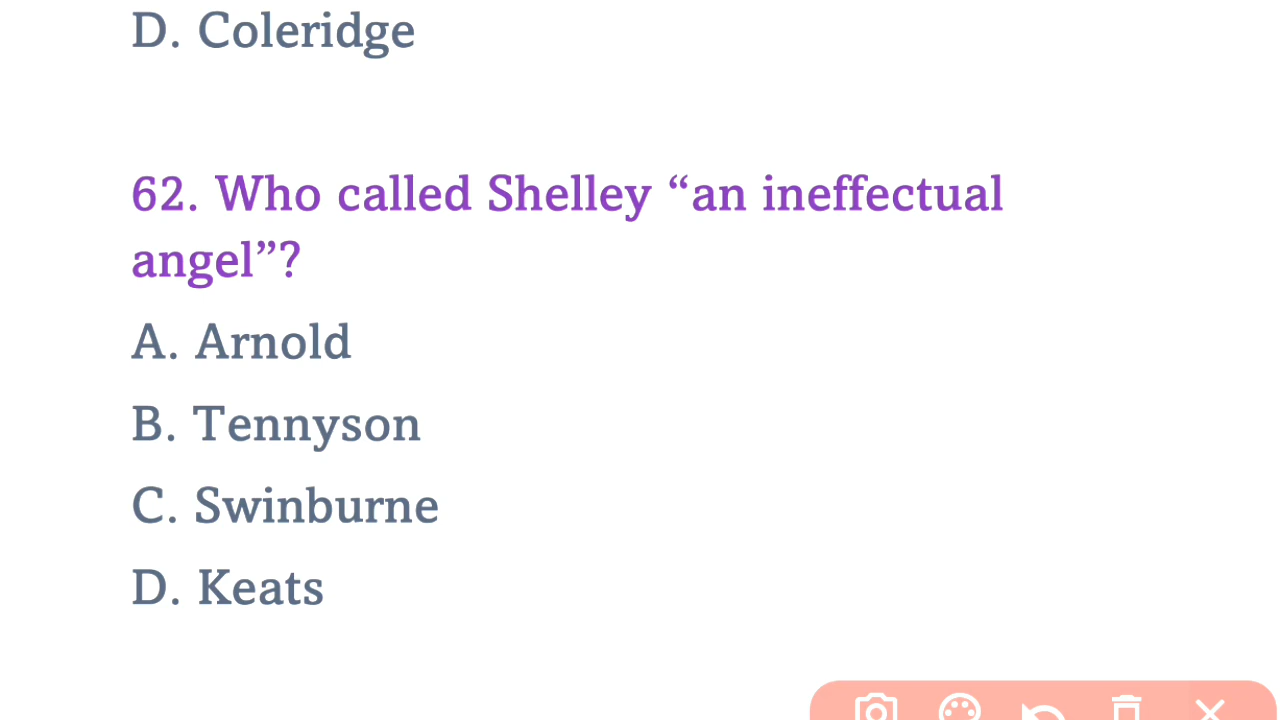 D. Coleridge
62. Who called Shelley “an ineffectual
angel”?
A. Arnold
B. Tennyson
C. Swinburne
D. Keats